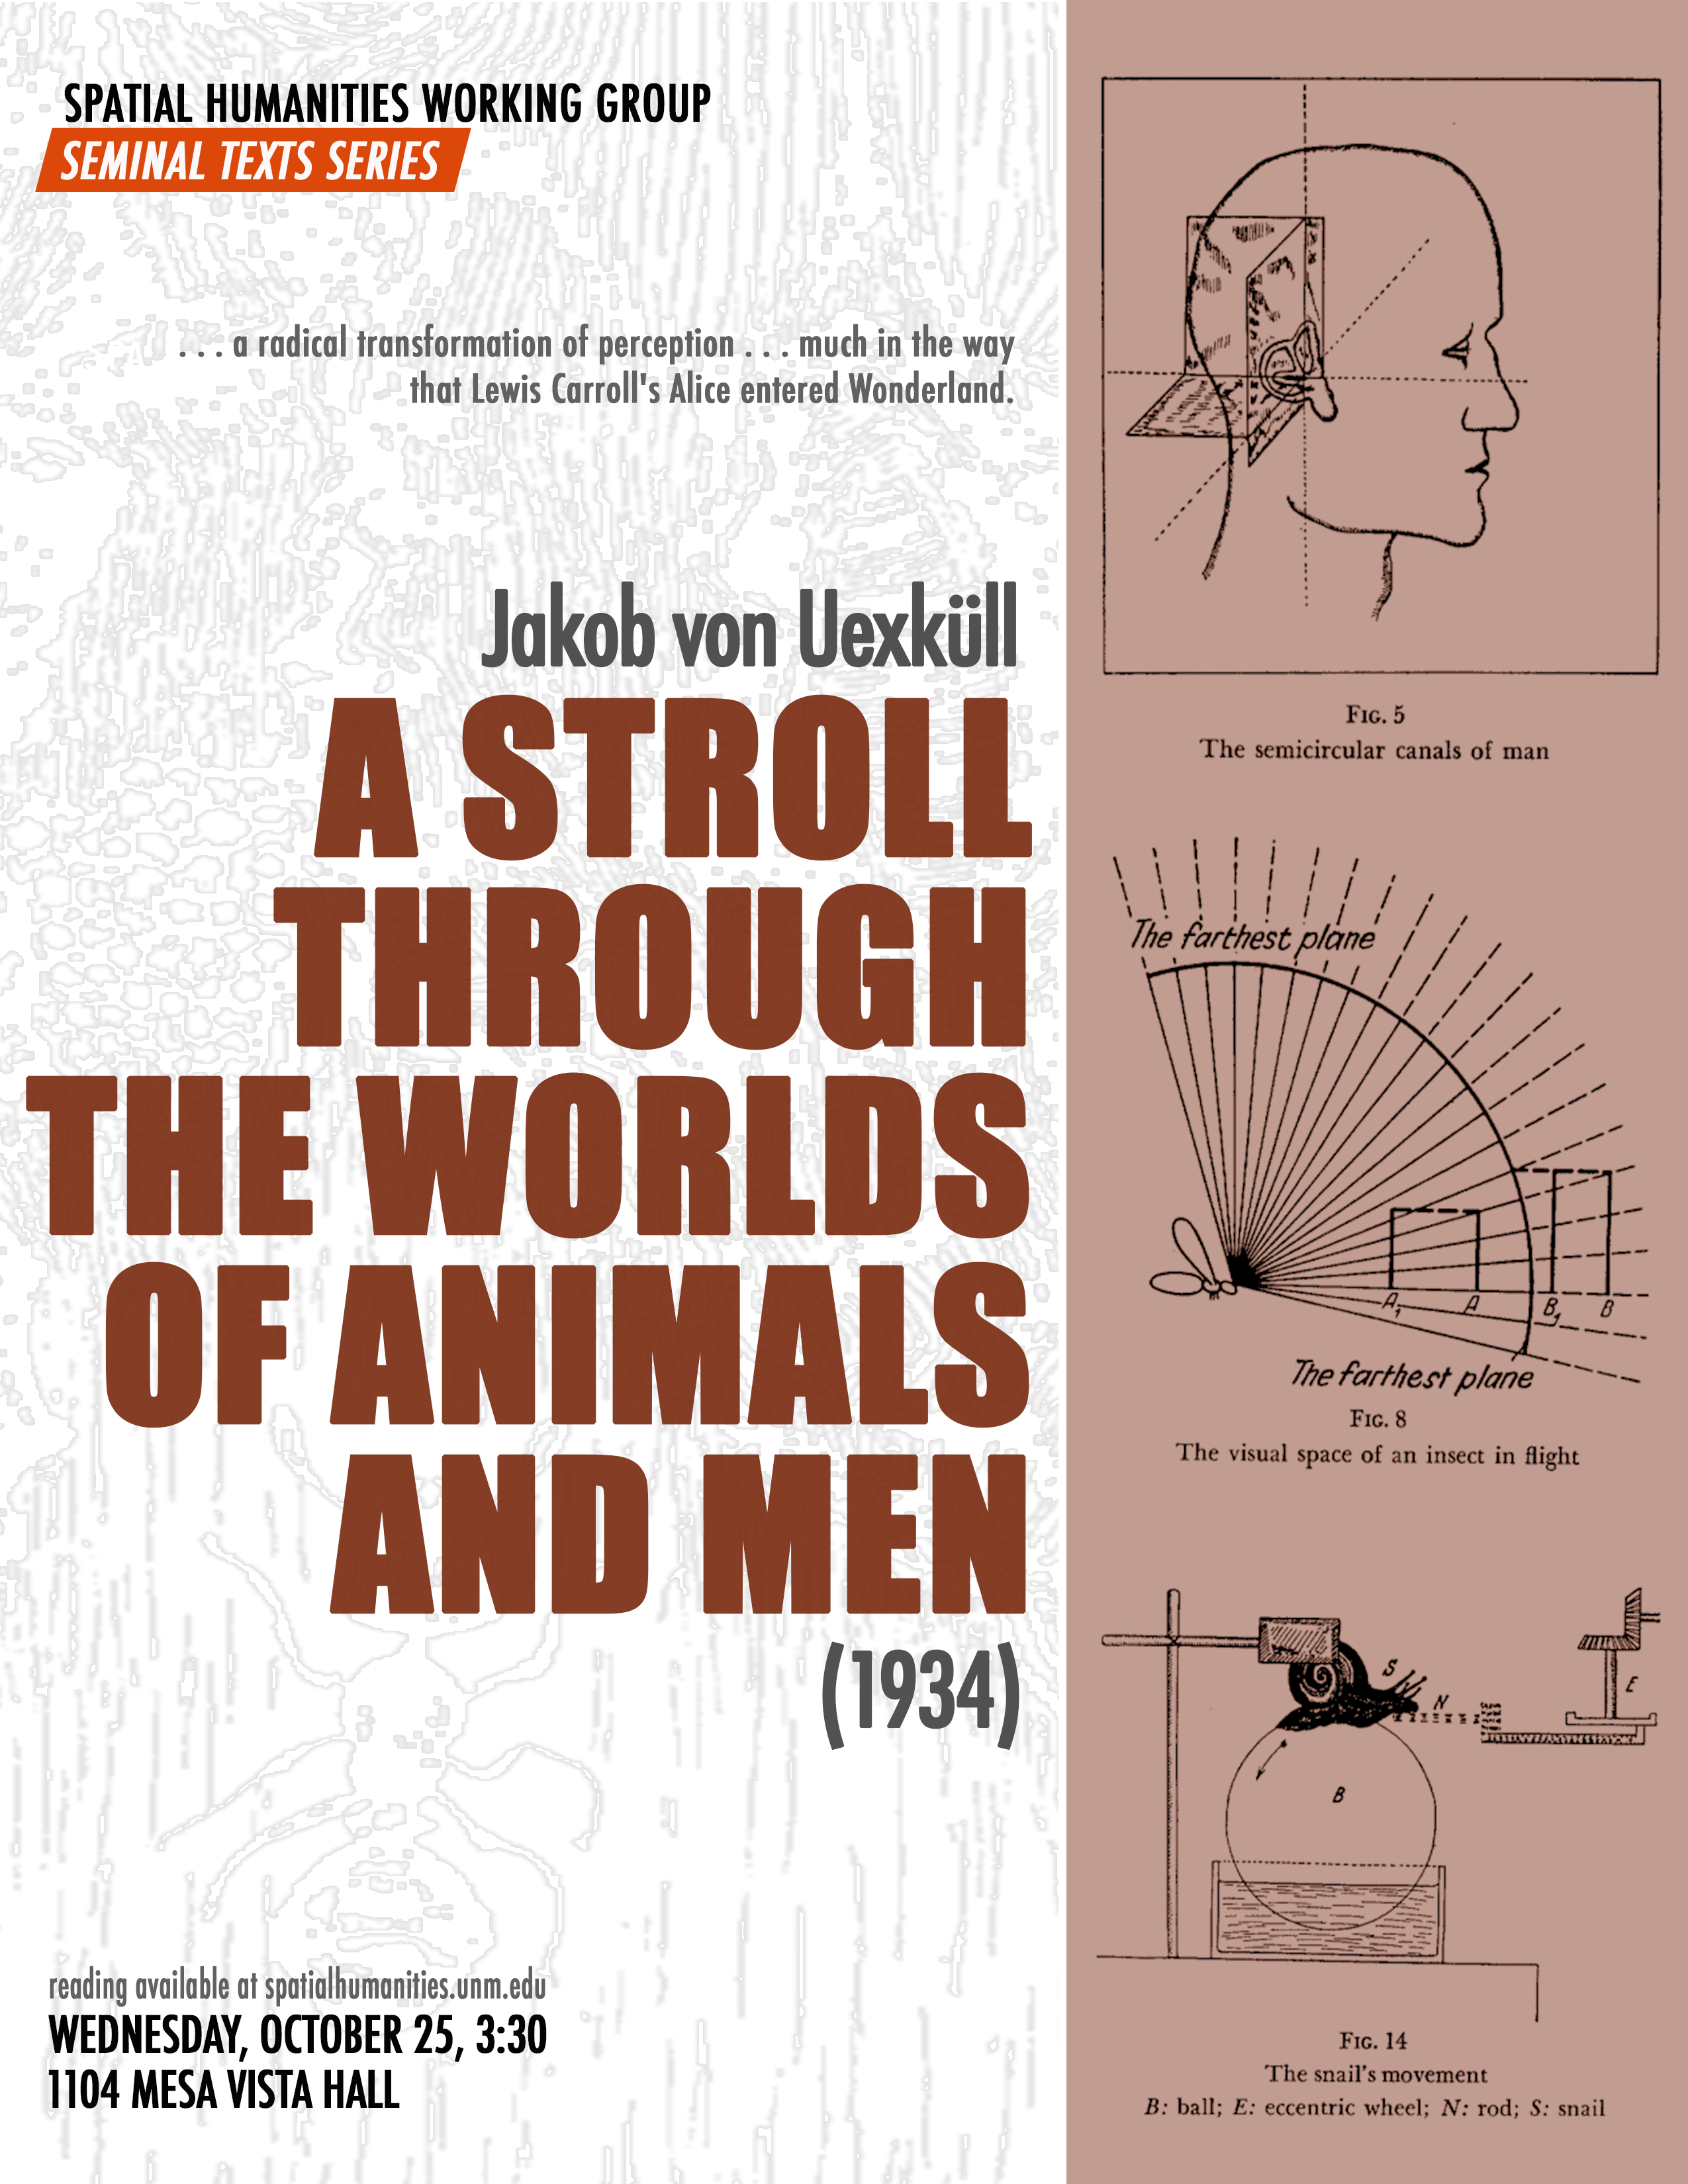 SPATIAL HUMANITIES WORKING GROUP
SEMINAL TEXTS SERIES
. . . a radical transformation of perception . . . much in the way
that Lewis Carroll's Alice entered Wonderland.
Jakob von Uexküll
A STROLL
THROUGH
THE WORLDS
OF ANIMALS
AND MEN
(1934)
reading available at spatialhumanities.unm.edu
WEDNESDAY, OCTOBER 25, 3:30
1104 MESA VISTA HALL
FIG. 5
The semicircular canals of man
The farthest plane
A₁ A B₁ B
The farthest plane
FIG. 8
The visual space of an insect in flight
S
N
E
B
FIG. 14
The snail's movement
B: ball; E: eccentric wheel; N: rod; S: snail